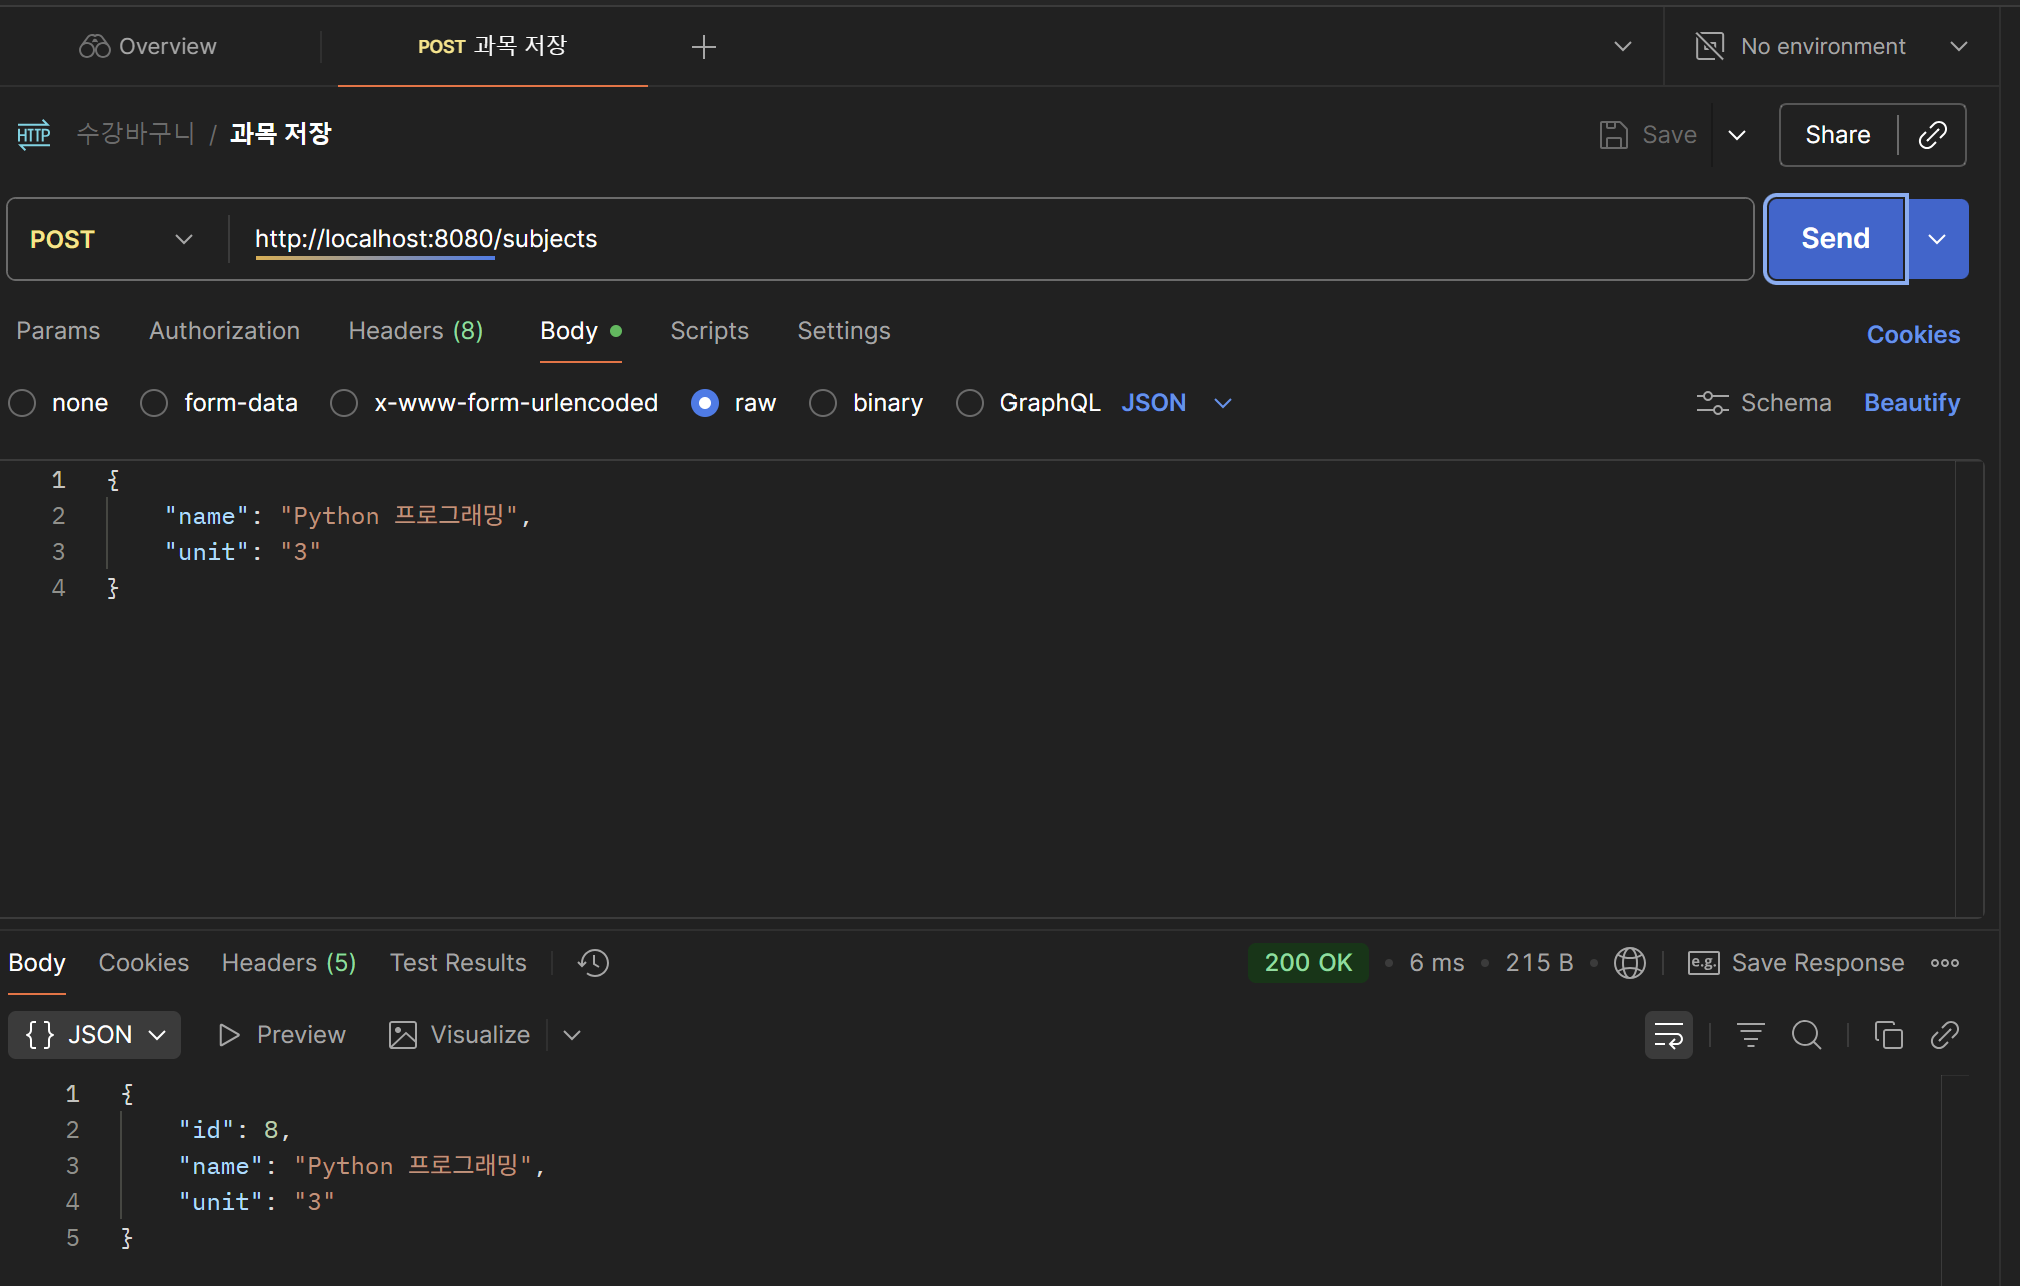 Overview
POST 과목 저장
No environment
HTTP 수강바구니 / 과목 저장
Save
Share
POST
http://localhost:8080/subjects
Send
Params
Authorization
Headers (8)
Body
Scripts
Settings
Cookies
none
form-data
x-www-form-urlencoded
raw
binary
GraphQL
JSON
Schema
Beautify
1 {
2 "name": "Python 프로그래밍",
3 "unit": "3"
4 }
Body
Cookies
Headers (5)
Test Results
200 OK
6 ms
215 B
e.g. Save Response
{} JSON
Preview
Visualize
1 {
2 "id": 8,
3 "name": "Python 프로그래밍",
4 "unit": "3"
5 }